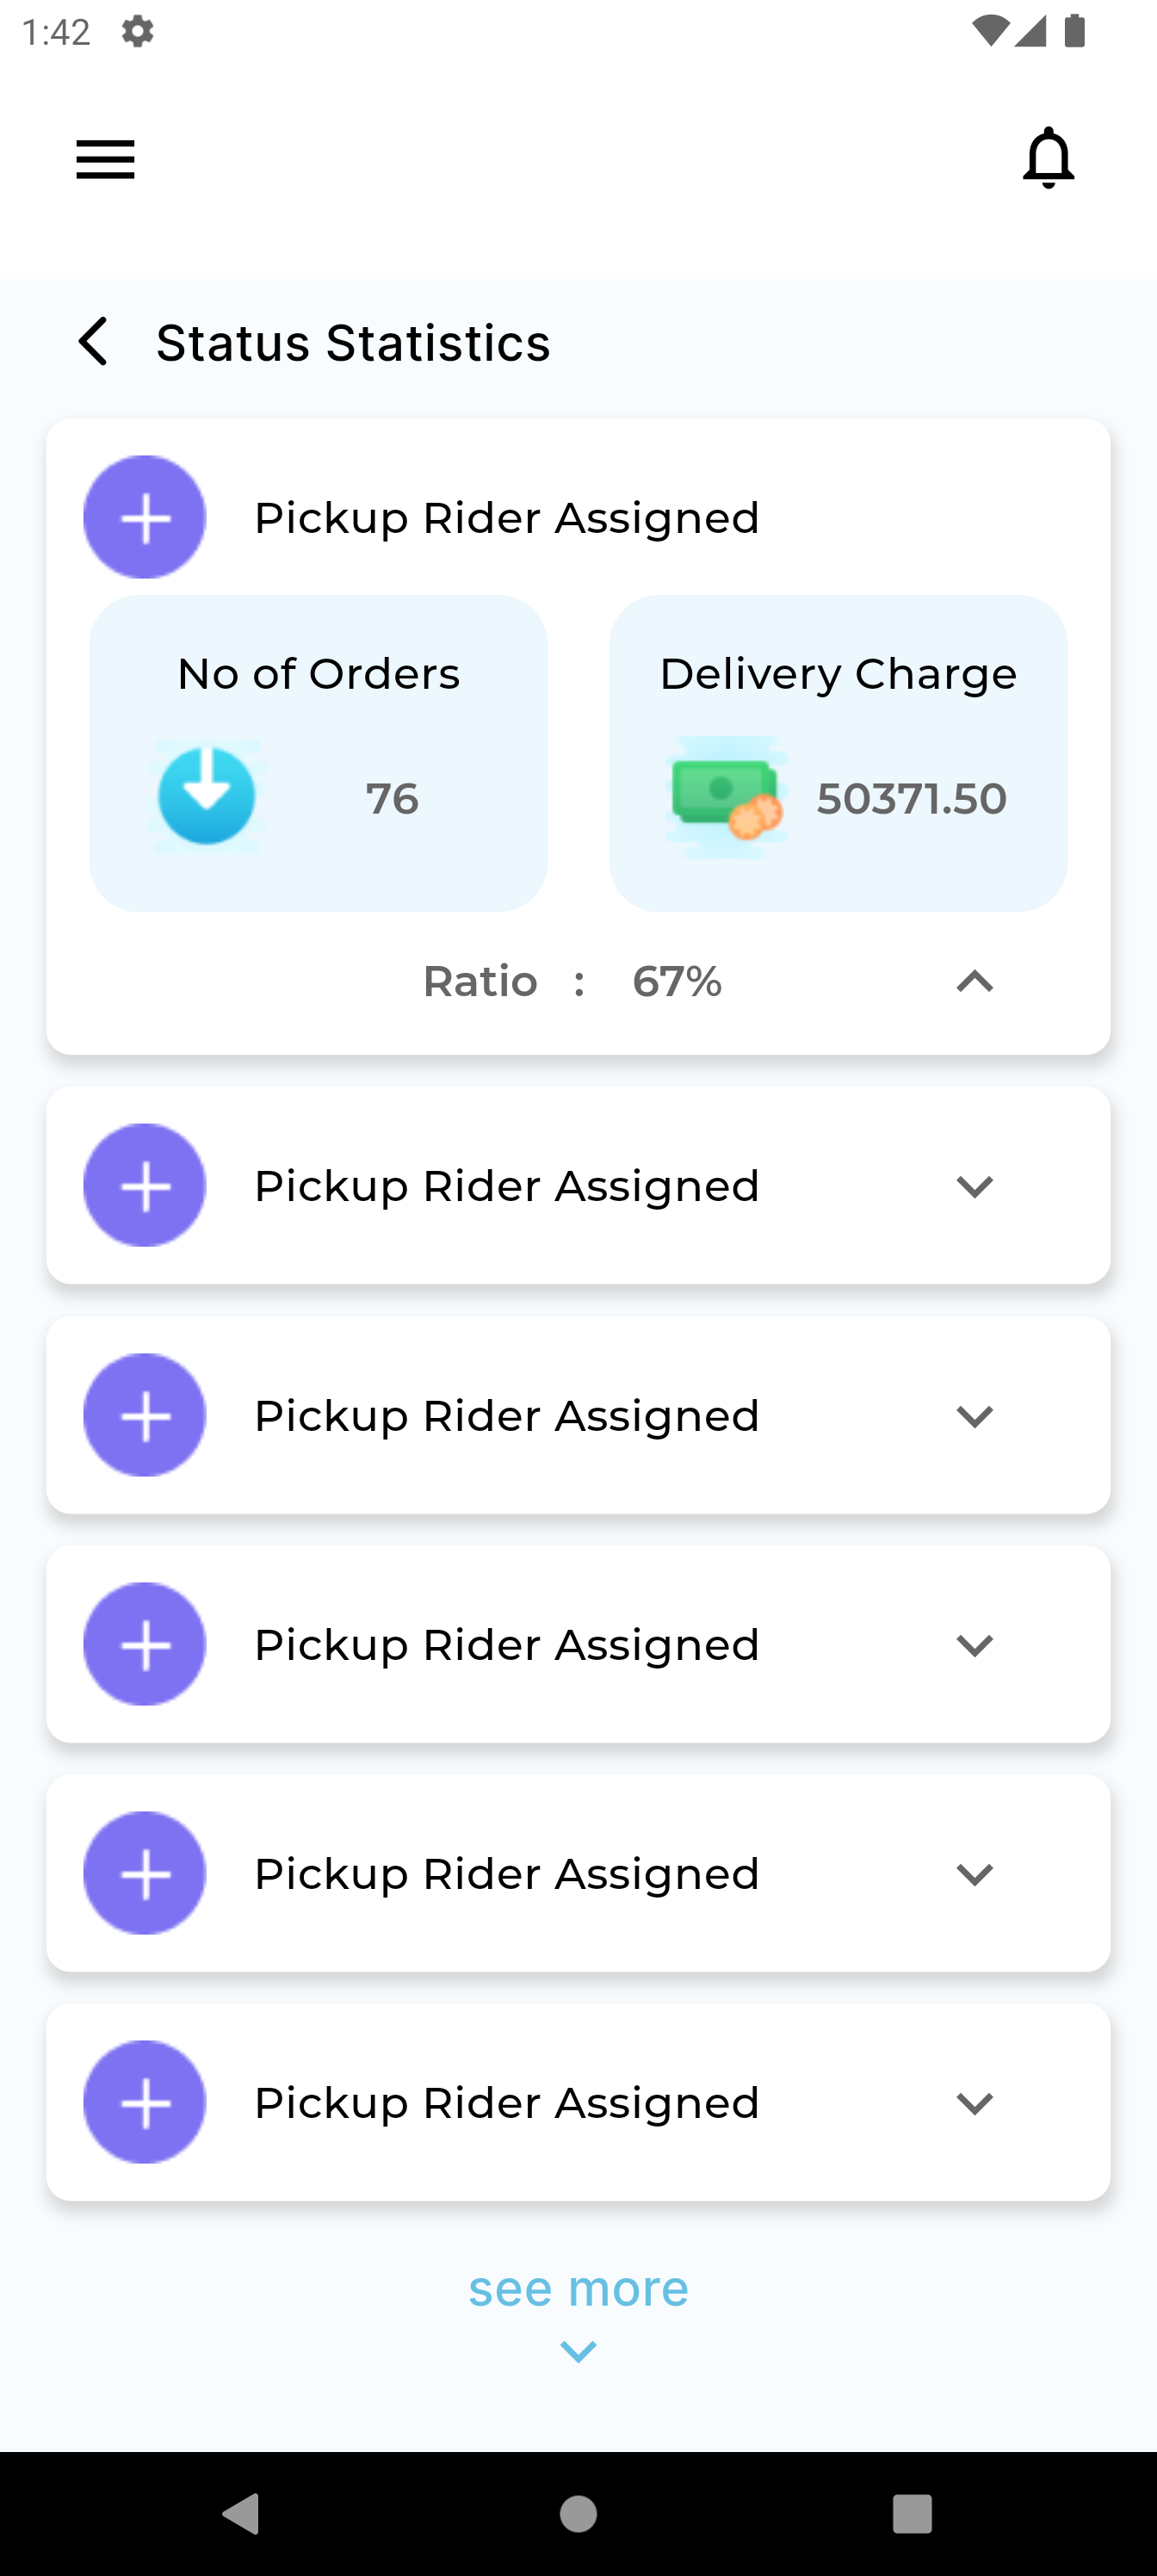 1:42
Status Statistics
Pickup Rider Assigned
No of Orders
Delivery Charge
76
50371.50
Ratio : 67%
Pickup Rider Assigned
Pickup Rider Assigned
Pickup Rider Assigned
Pickup Rider Assigned
Pickup Rider Assigned
see more